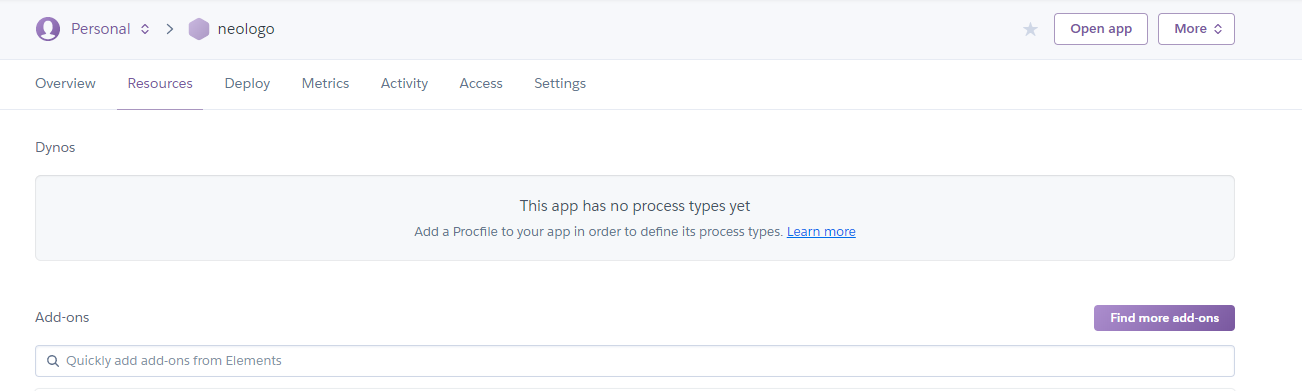 Personal neologo Open app More
Overview Resources Deploy Metrics Activity Access Settings
Dynos
This app has no process types yet
Add a Procfile to your app in order to define its process types. Learn more
Add-ons Find more add-ons
Quickly add add-ons from Elements